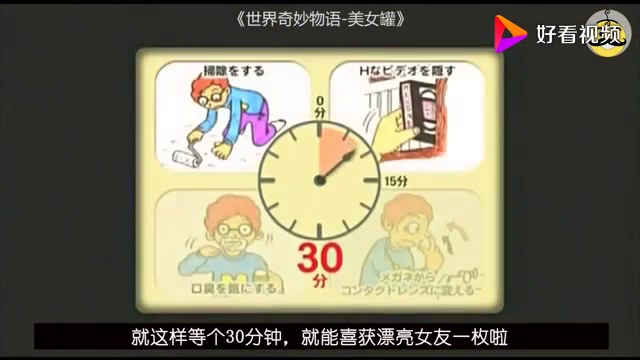 《世界奇妙物语-美女罐》
好看视频
掃除をする
Hなビデオを隠す
0分
15分
30分
口臭を気にする
メガネから
コンタクトレンズに変える
就这样等个30分钟，就能喜获漂亮女友一枚啦